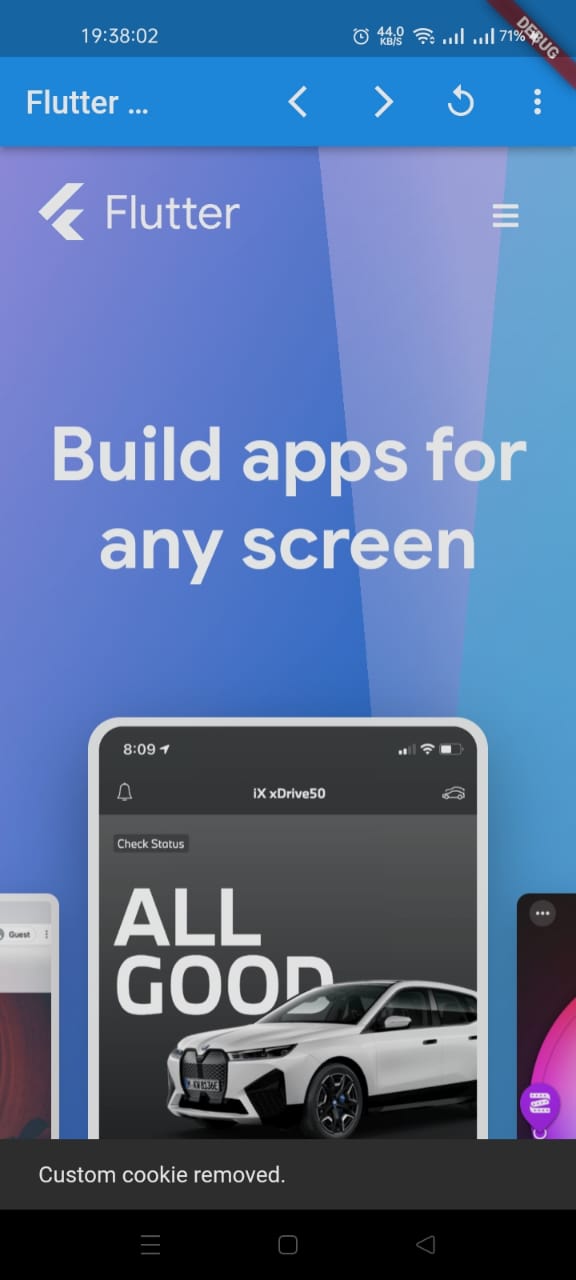 19:38:02
44.0
KB/S
71%
DEBUG
Flutter ...
Flutter
Build apps for
any screen
8:09
iX xDrive50
Check Status
ALL
GOOD
Guest
Custom cookie removed.